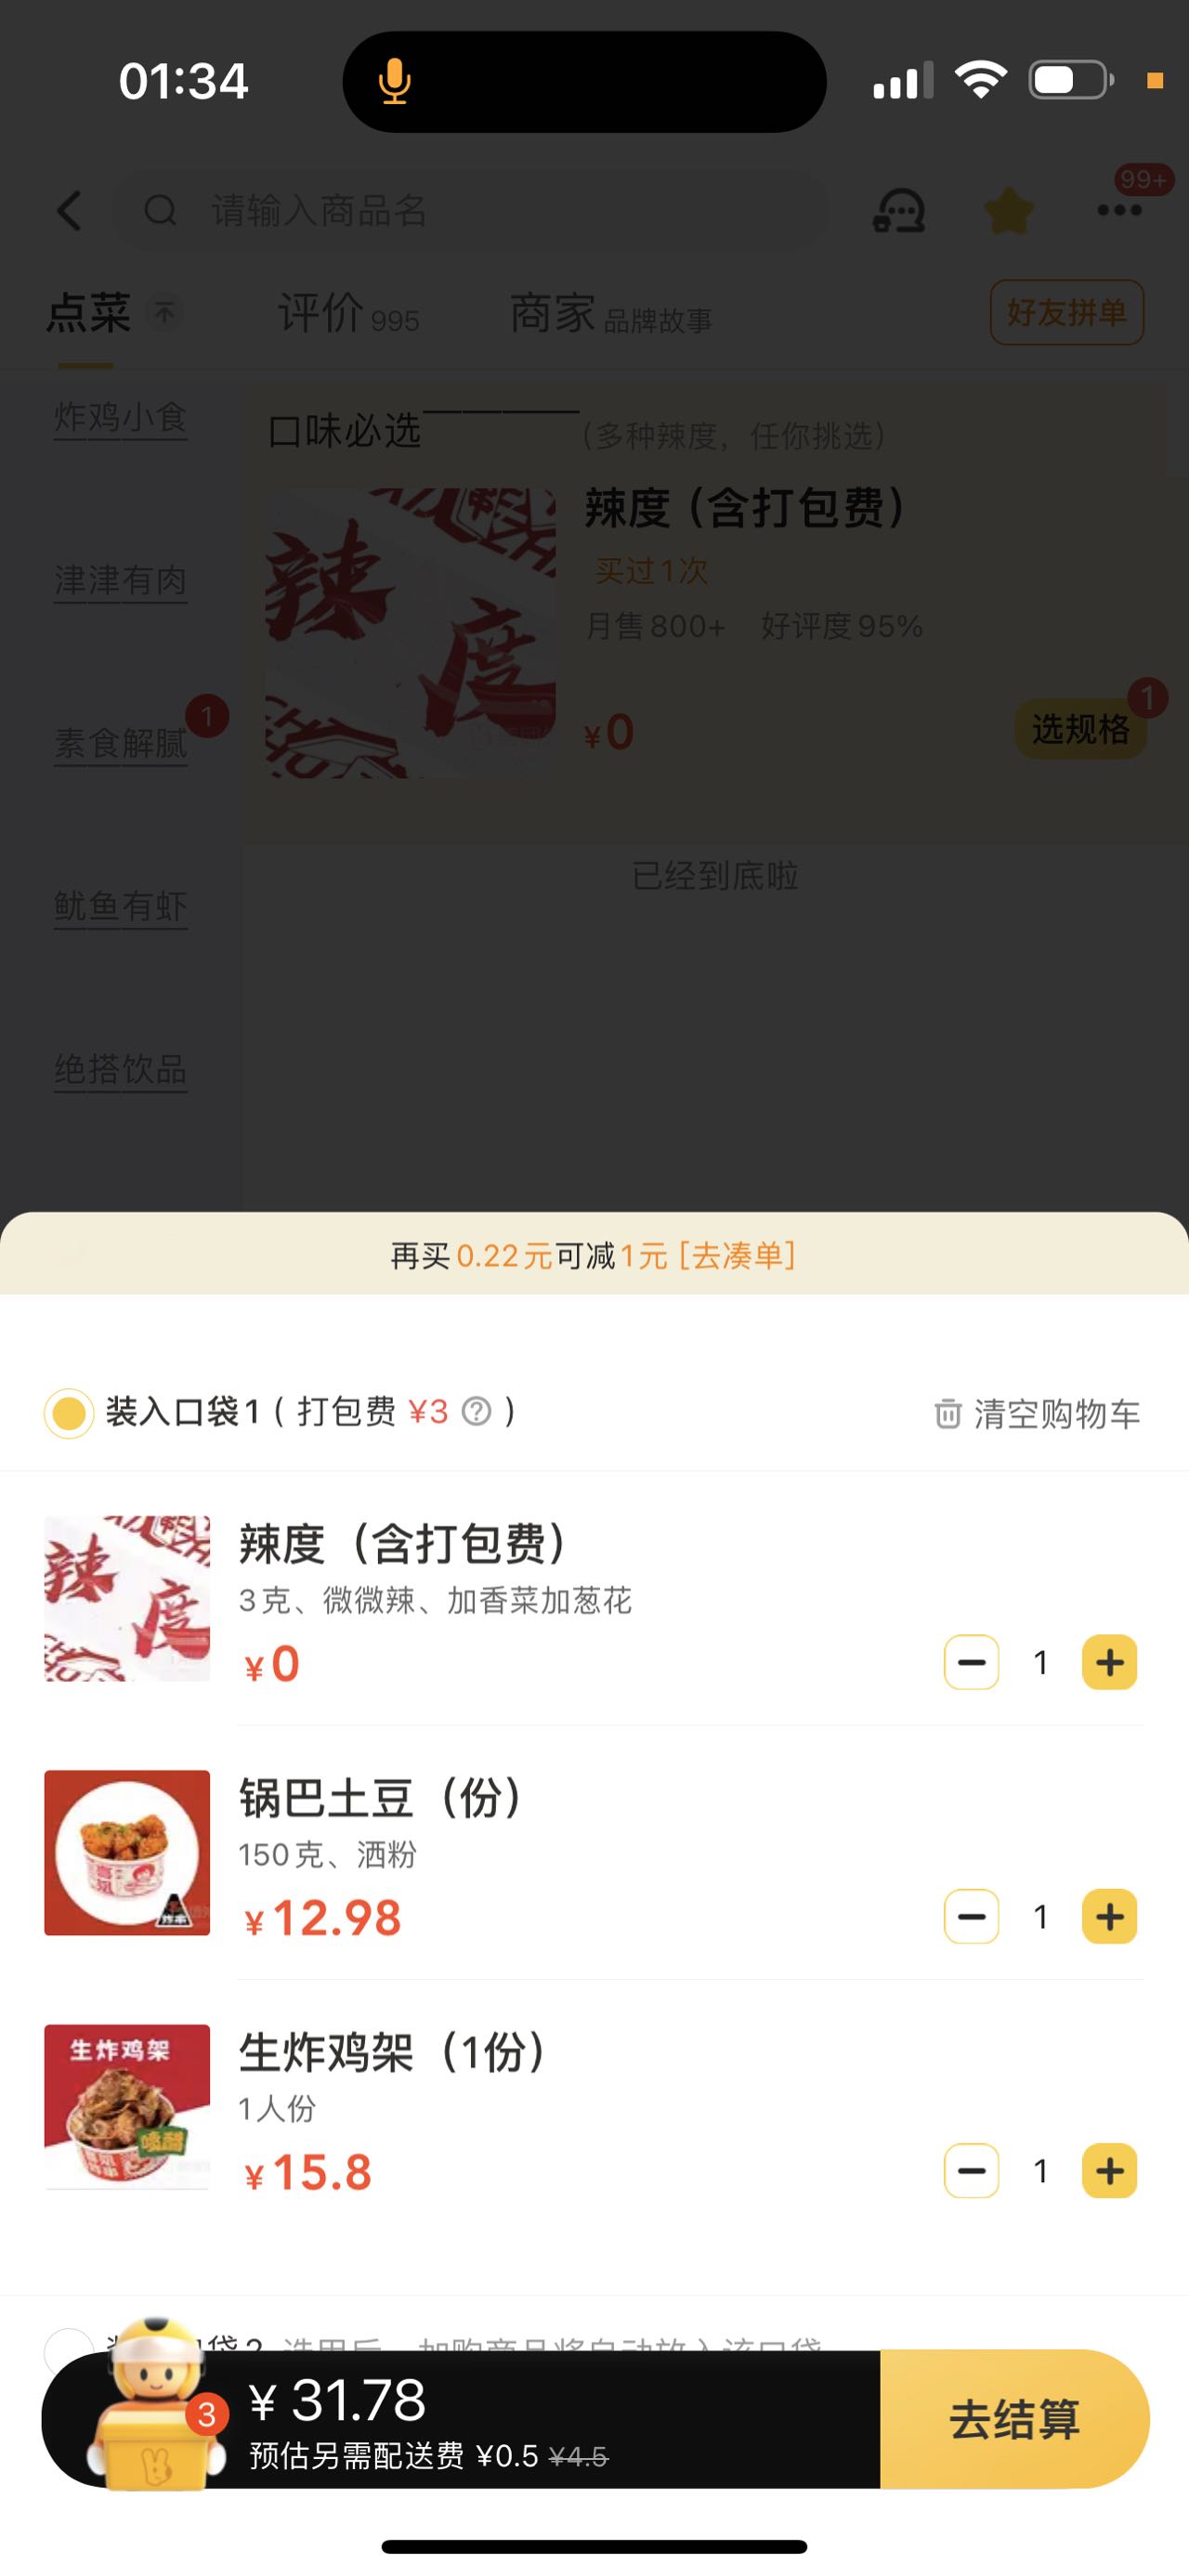 01:34
请输入商品名
99+
点菜 评价 995 商家 品牌故事 好友拼单
炸鸡小食
津津有肉
素食解腻 1
鱿鱼有虾
绝搭饮品
口味必选 (多种辣度，任你挑选)
辣度
辣度（含打包费）
买过1次
月售800+ 好评度95%
¥0
选规格 1
已经到底啦
再买0.22元可减1元 [去凑单]
装入口袋1 ( 打包费 ¥3 ? )
清空购物车
辣度
辣度（含打包费）
3克、微微辣、加香菜加葱花
¥0
1
锅巴土豆（份）
150克、洒粉
¥12.98
1
生炸鸡架
生炸鸡架（1份）
1人份
¥15.8
1
3
¥31.78
预估另需配送费 ¥0.5 ¥4.5
去结算